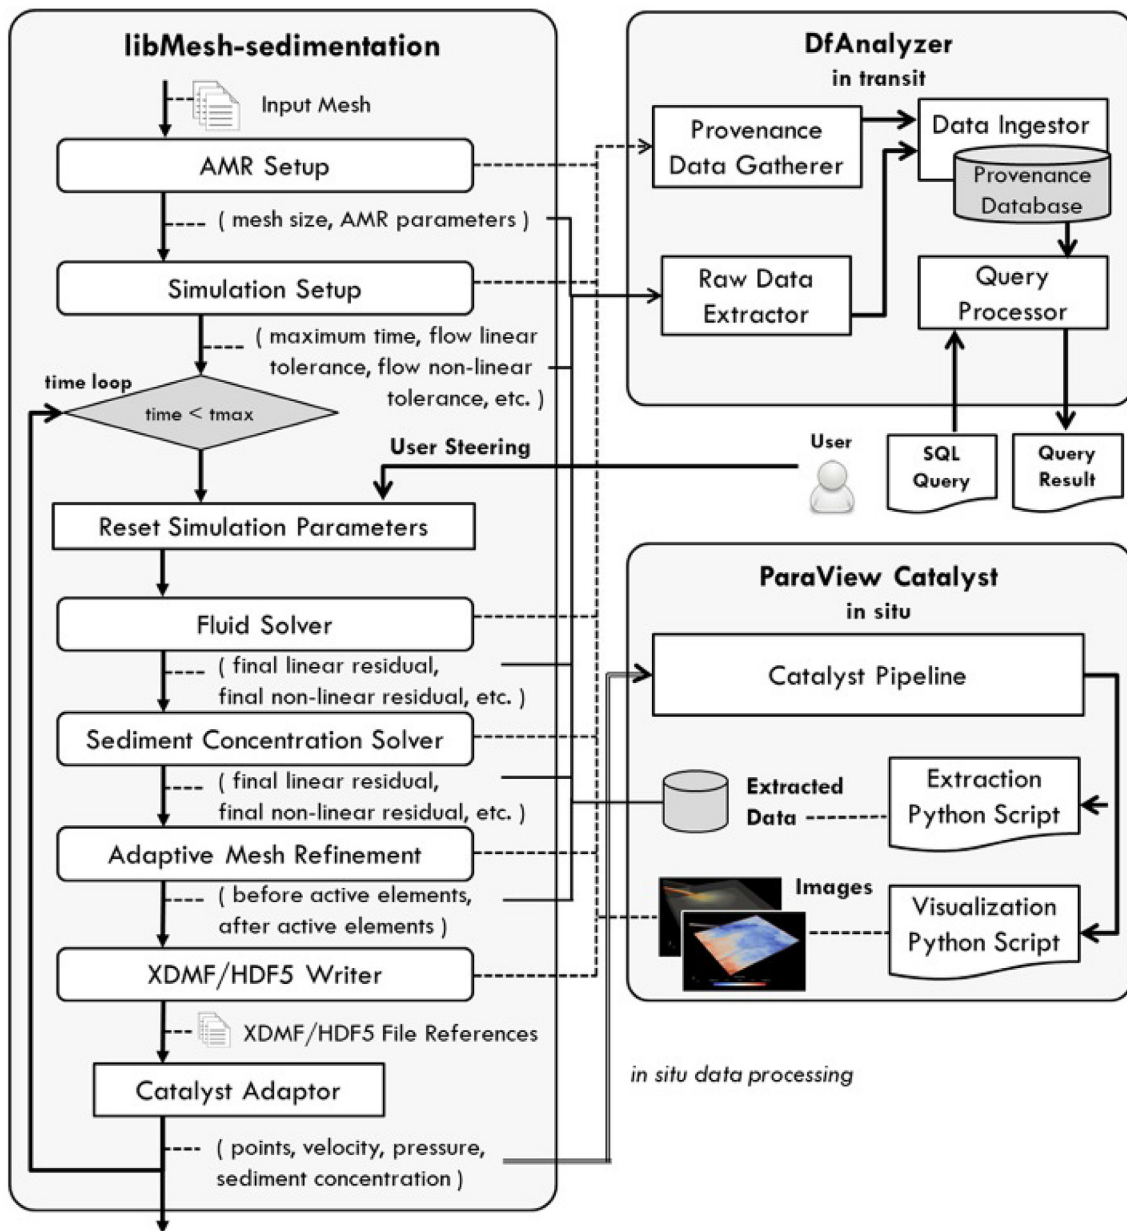 libMesh-sedimentation
Input Mesh
AMR Setup
( mesh size, AMR parameters )
Simulation Setup
( maximum time, flow linear
tolerance, flow non-linear
tolerance, etc. )
time loop
time < tmax
User Steering
Reset Simulation Parameters
Fluid Solver
( final linear residual,
final non-linear residual, etc. )
Sediment Concentration Solver
( final linear residual,
final non-linear residual, etc. )
Adaptive Mesh Refinement
( before active elements,
after active elements )
XDMF/HDF5 Writer
XDMF/HDF5 File References
Catalyst Adaptor
( points, velocity, pressure,
sediment concentration )
DfAnalyzer
in transit
Provenance
Data Gatherer
Data Ingestor
Provenance
Database
Raw Data
Extractor
Query
Processor
User
SQL
Query
Query
Result
ParaView Catalyst
in situ
Catalyst Pipeline
Extracted
Data
Extraction
Python Script
Images
Visualization
Python Script
in situ data processing